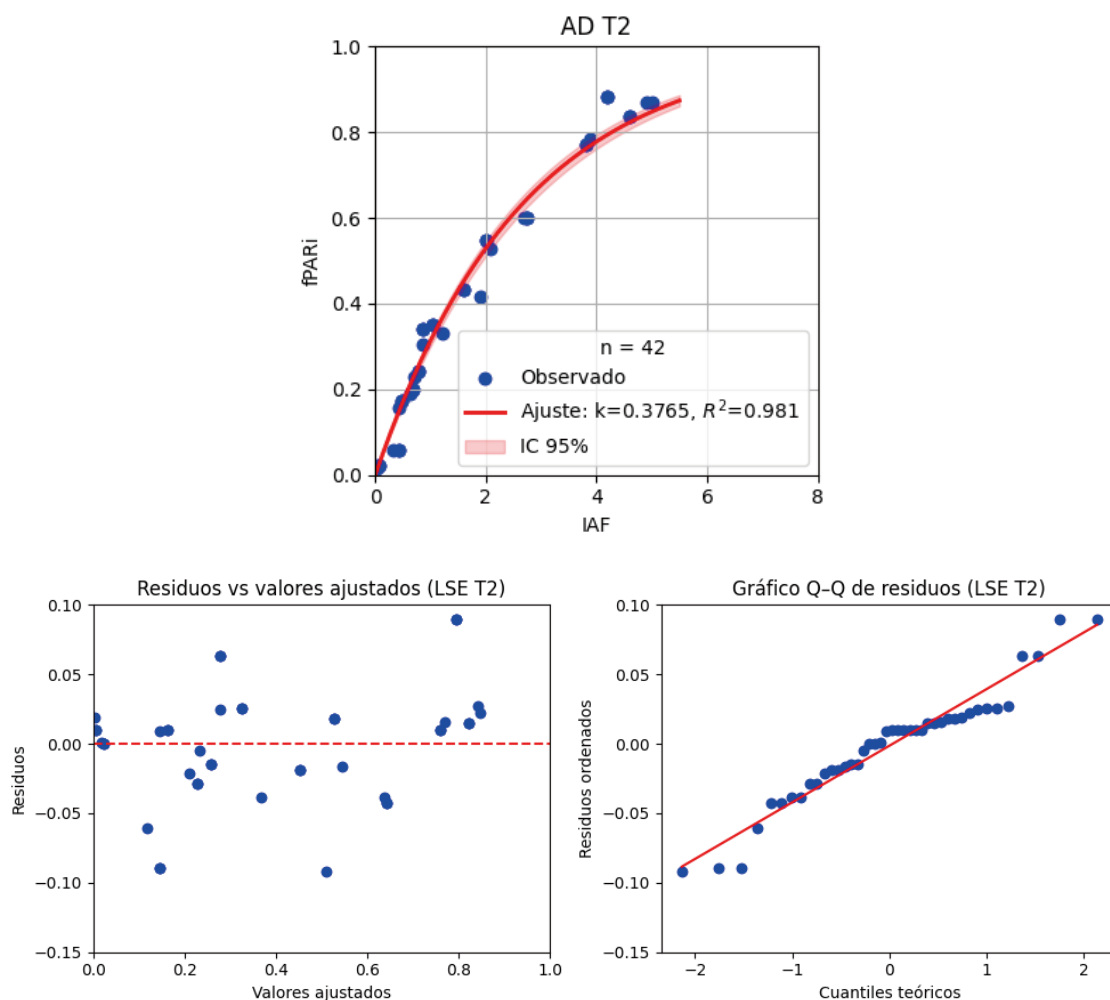 AD T2
1.0
0.8
0.6
0.4
0.2
0.0
fPARi
n = 42
Observado
Ajuste: k=0.3765, R²=0.981
IC 95%
0 2 4 6 8
IAF
Residuos vs valores ajustados (LSE T2)
0.10
0.05
0.00
−0.05
−0.10
−0.15
Residuos
0.0 0.2 0.4 0.6 0.8 1.0
Valores ajustados
Gráfico Q–Q de residuos (LSE T2)
0.10
0.05
0.00
−0.05
−0.10
−0.15
Residuos ordenados
−2 −1 0 1 2
Cuantiles teóricos